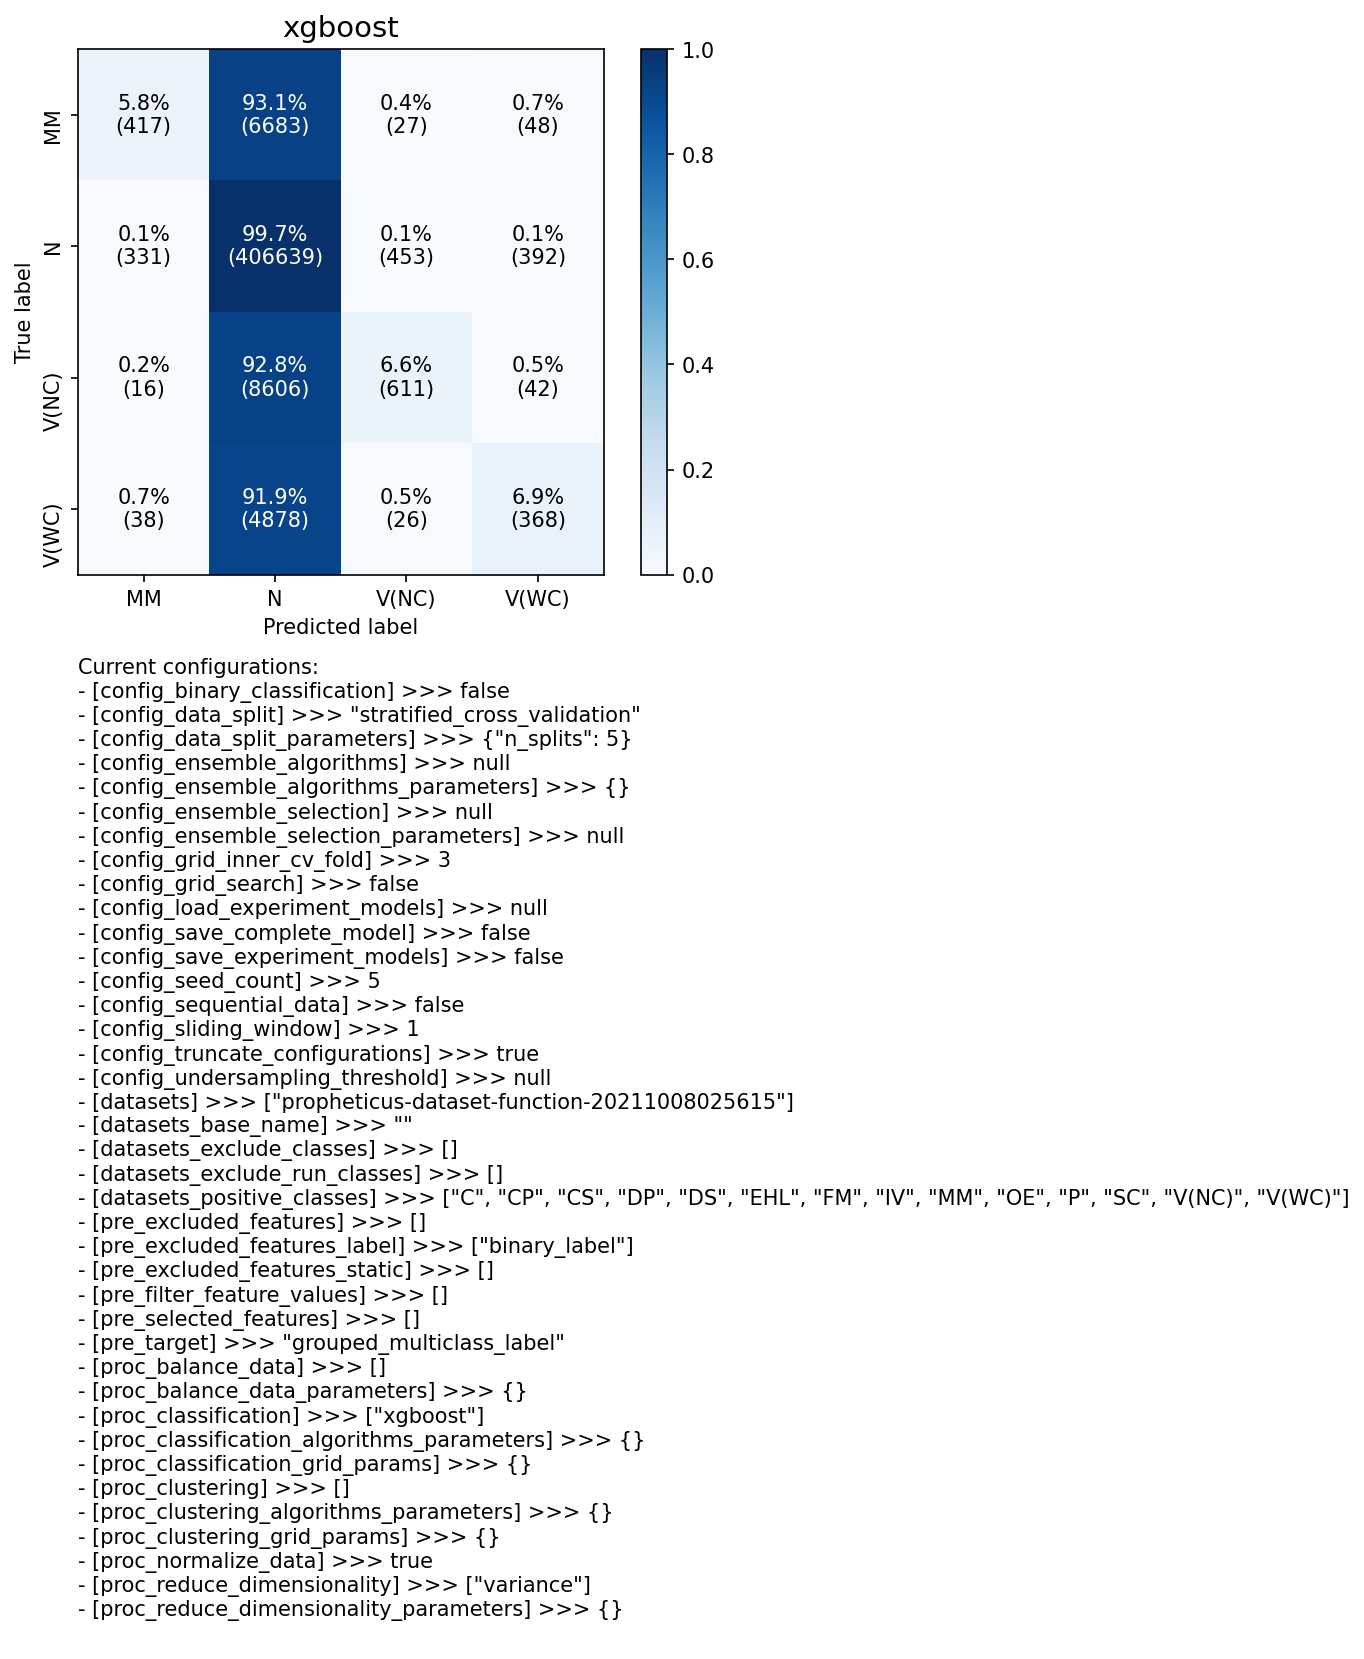 xgboost
1.0
5.8% 93.1% 0.4% 0.7%
(417) (6683) (27) (48)
MM
0.8
0.1% 99.7% 0.1% 0.1%
(331) (406639) (453) (392)
N
0.6
True label
0.2% 92.8% 6.6% 0.5%
(16) (8606) (611) (42)
V(NC)
0.4
0.7% 91.9% 0.5% 6.9%
(38) (4878) (26) (368)
V(WC)
0.2
0.0
MM N V(NC) V(WC)
Predicted label
Current configurations:
- [config_binary_classification] >>> false
- [config_data_split] >>> "stratified_cross_validation"
- [config_data_split_parameters] >>> {"n_splits": 5}
- [config_ensemble_algorithms] >>> null
- [config_ensemble_algorithms_parameters] >>> {}
- [config_ensemble_selection] >>> null
- [config_ensemble_selection_parameters] >>> null
- [config_grid_inner_cv_fold] >>> 3
- [config_grid_search] >>> false
- [config_load_experiment_models] >>> null
- [config_save_complete_model] >>> false
- [config_save_experiment_models] >>> false
- [config_seed_count] >>> 5
- [config_sequential_data] >>> false
- [config_sliding_window] >>> 1
- [config_truncate_configurations] >>> true
- [config_undersampling_threshold] >>> null
- [datasets] >>> ["propheticus-dataset-function-20211008025615"]
- [datasets_base_name] >>> ""
- [datasets_exclude_classes] >>> []
- [datasets_exclude_run_classes] >>> []
- [datasets_positive_classes] >>> ["C", "CP", "CS", "DP", "DS", "EHL", "FM", "IV", "MM", "OE", "P", "SC", "V(NC)", "V(WC)"]
- [pre_excluded_features] >>> []
- [pre_excluded_features_label] >>> ["binary_label"]
- [pre_excluded_features_static] >>> []
- [pre_filter_feature_values] >>> []
- [pre_selected_features] >>> []
- [pre_target] >>> "grouped_multiclass_label"
- [proc_balance_data] >>> []
- [proc_balance_data_parameters] >>> {}
- [proc_classification] >>> ["xgboost"]
- [proc_classification_algorithms_parameters] >>> {}
- [proc_classification_grid_params] >>> {}
- [proc_clustering] >>> []
- [proc_clustering_algorithms_parameters] >>> {}
- [proc_clustering_grid_params] >>> {}
- [proc_normalize_data] >>> true
- [proc_reduce_dimensionality] >>> ["variance"]
- [proc_reduce_dimensionality_parameters] >>> {}